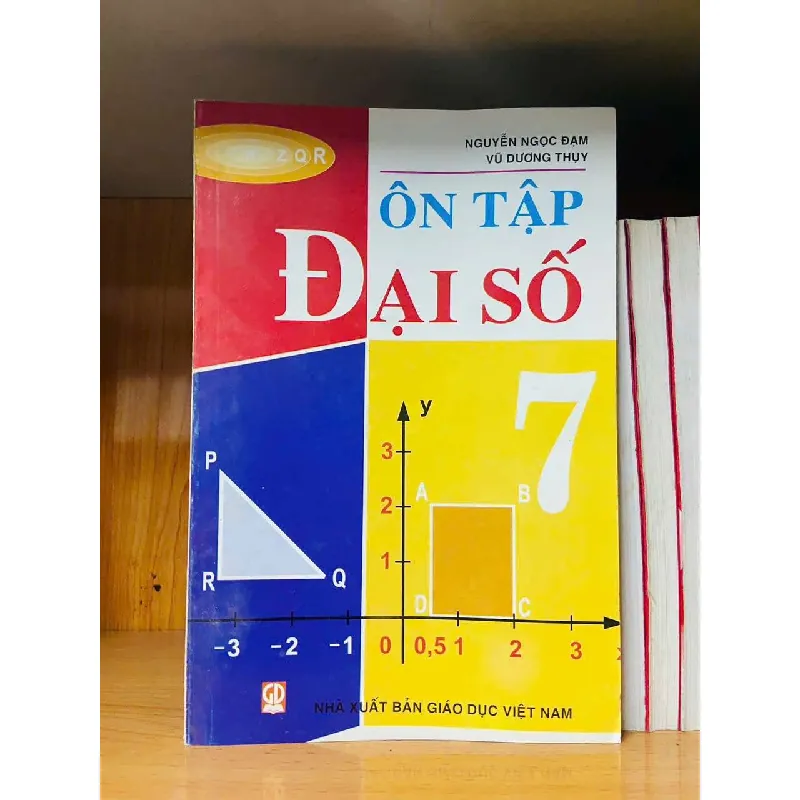 NGUYỄN NGỌC ĐẠM
VŨ DƯƠNG THỤY
Z Q R
ÔN TẬP
ĐẠI SỐ
7
y
3
2
1
P
R
Q
A
B
D
C
-3 -2 -1 0 0,5 1 2 3 x
GD
NHÀ XUẤT BẢN GIÁO DỤC VIỆT NAM